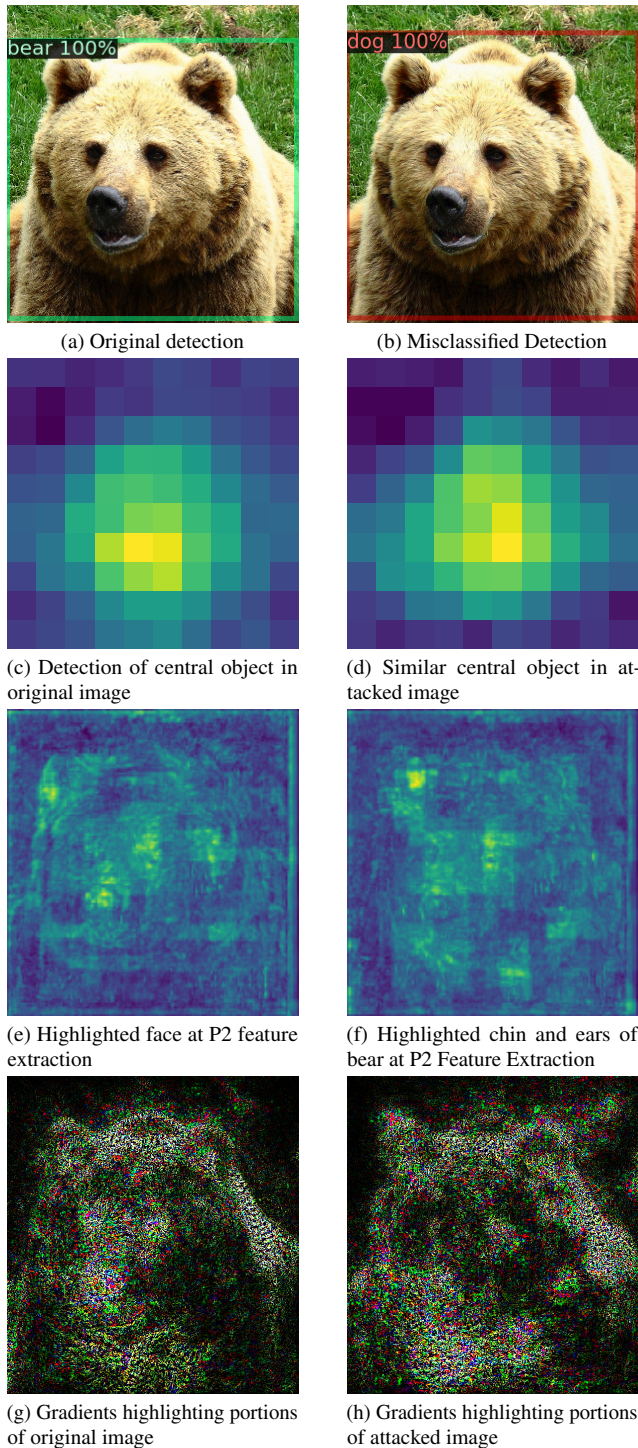 bear 100%
dog 100%
(a) Original detection
(b) Misclassified Detection
(c) Detection of central object in
original image
(d) Similar central object in at-
tacked image
(e) Highlighted face at P2 feature
extraction
(f) Highlighted chin and ears of
bear at P2 Feature Extraction
(g) Gradients highlighting portions
of original image
(h) Gradients highlighting portions
of attacked image